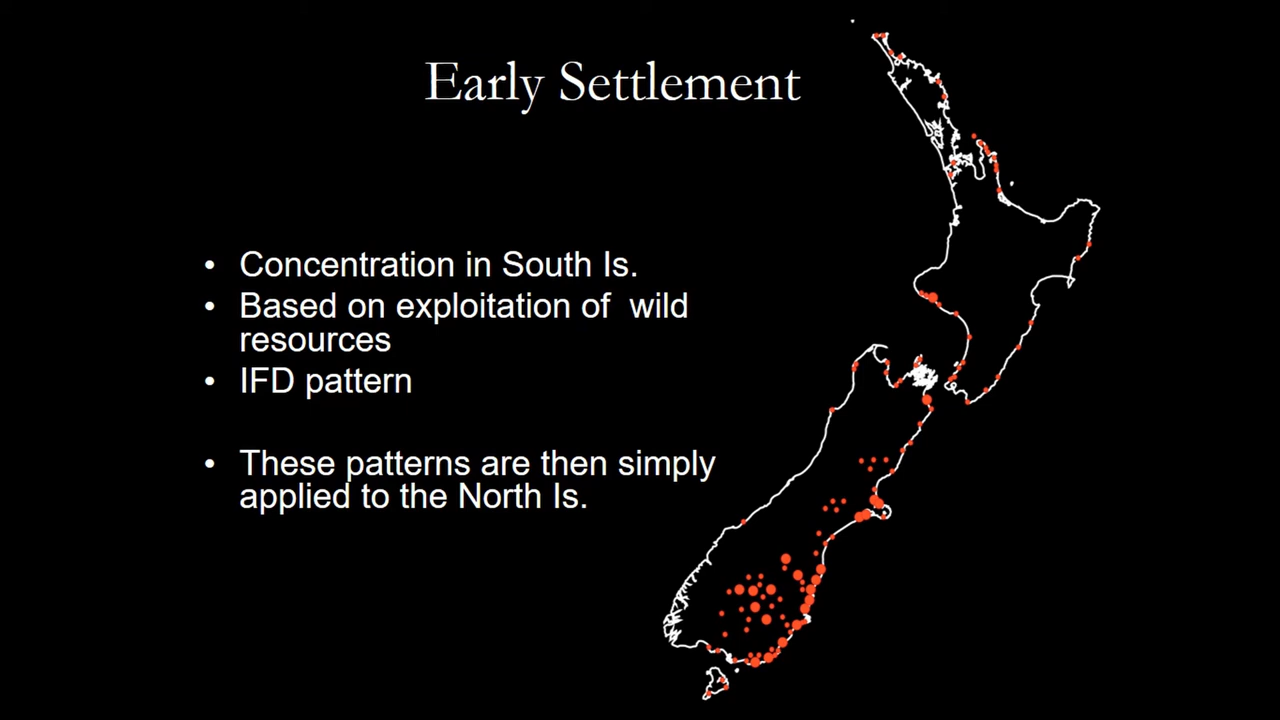 Early Settlement
• Concentration in South Is.
• Based on exploitation of  wild
resources
• IFD pattern
• These patterns are then simply
applied to the North Is.